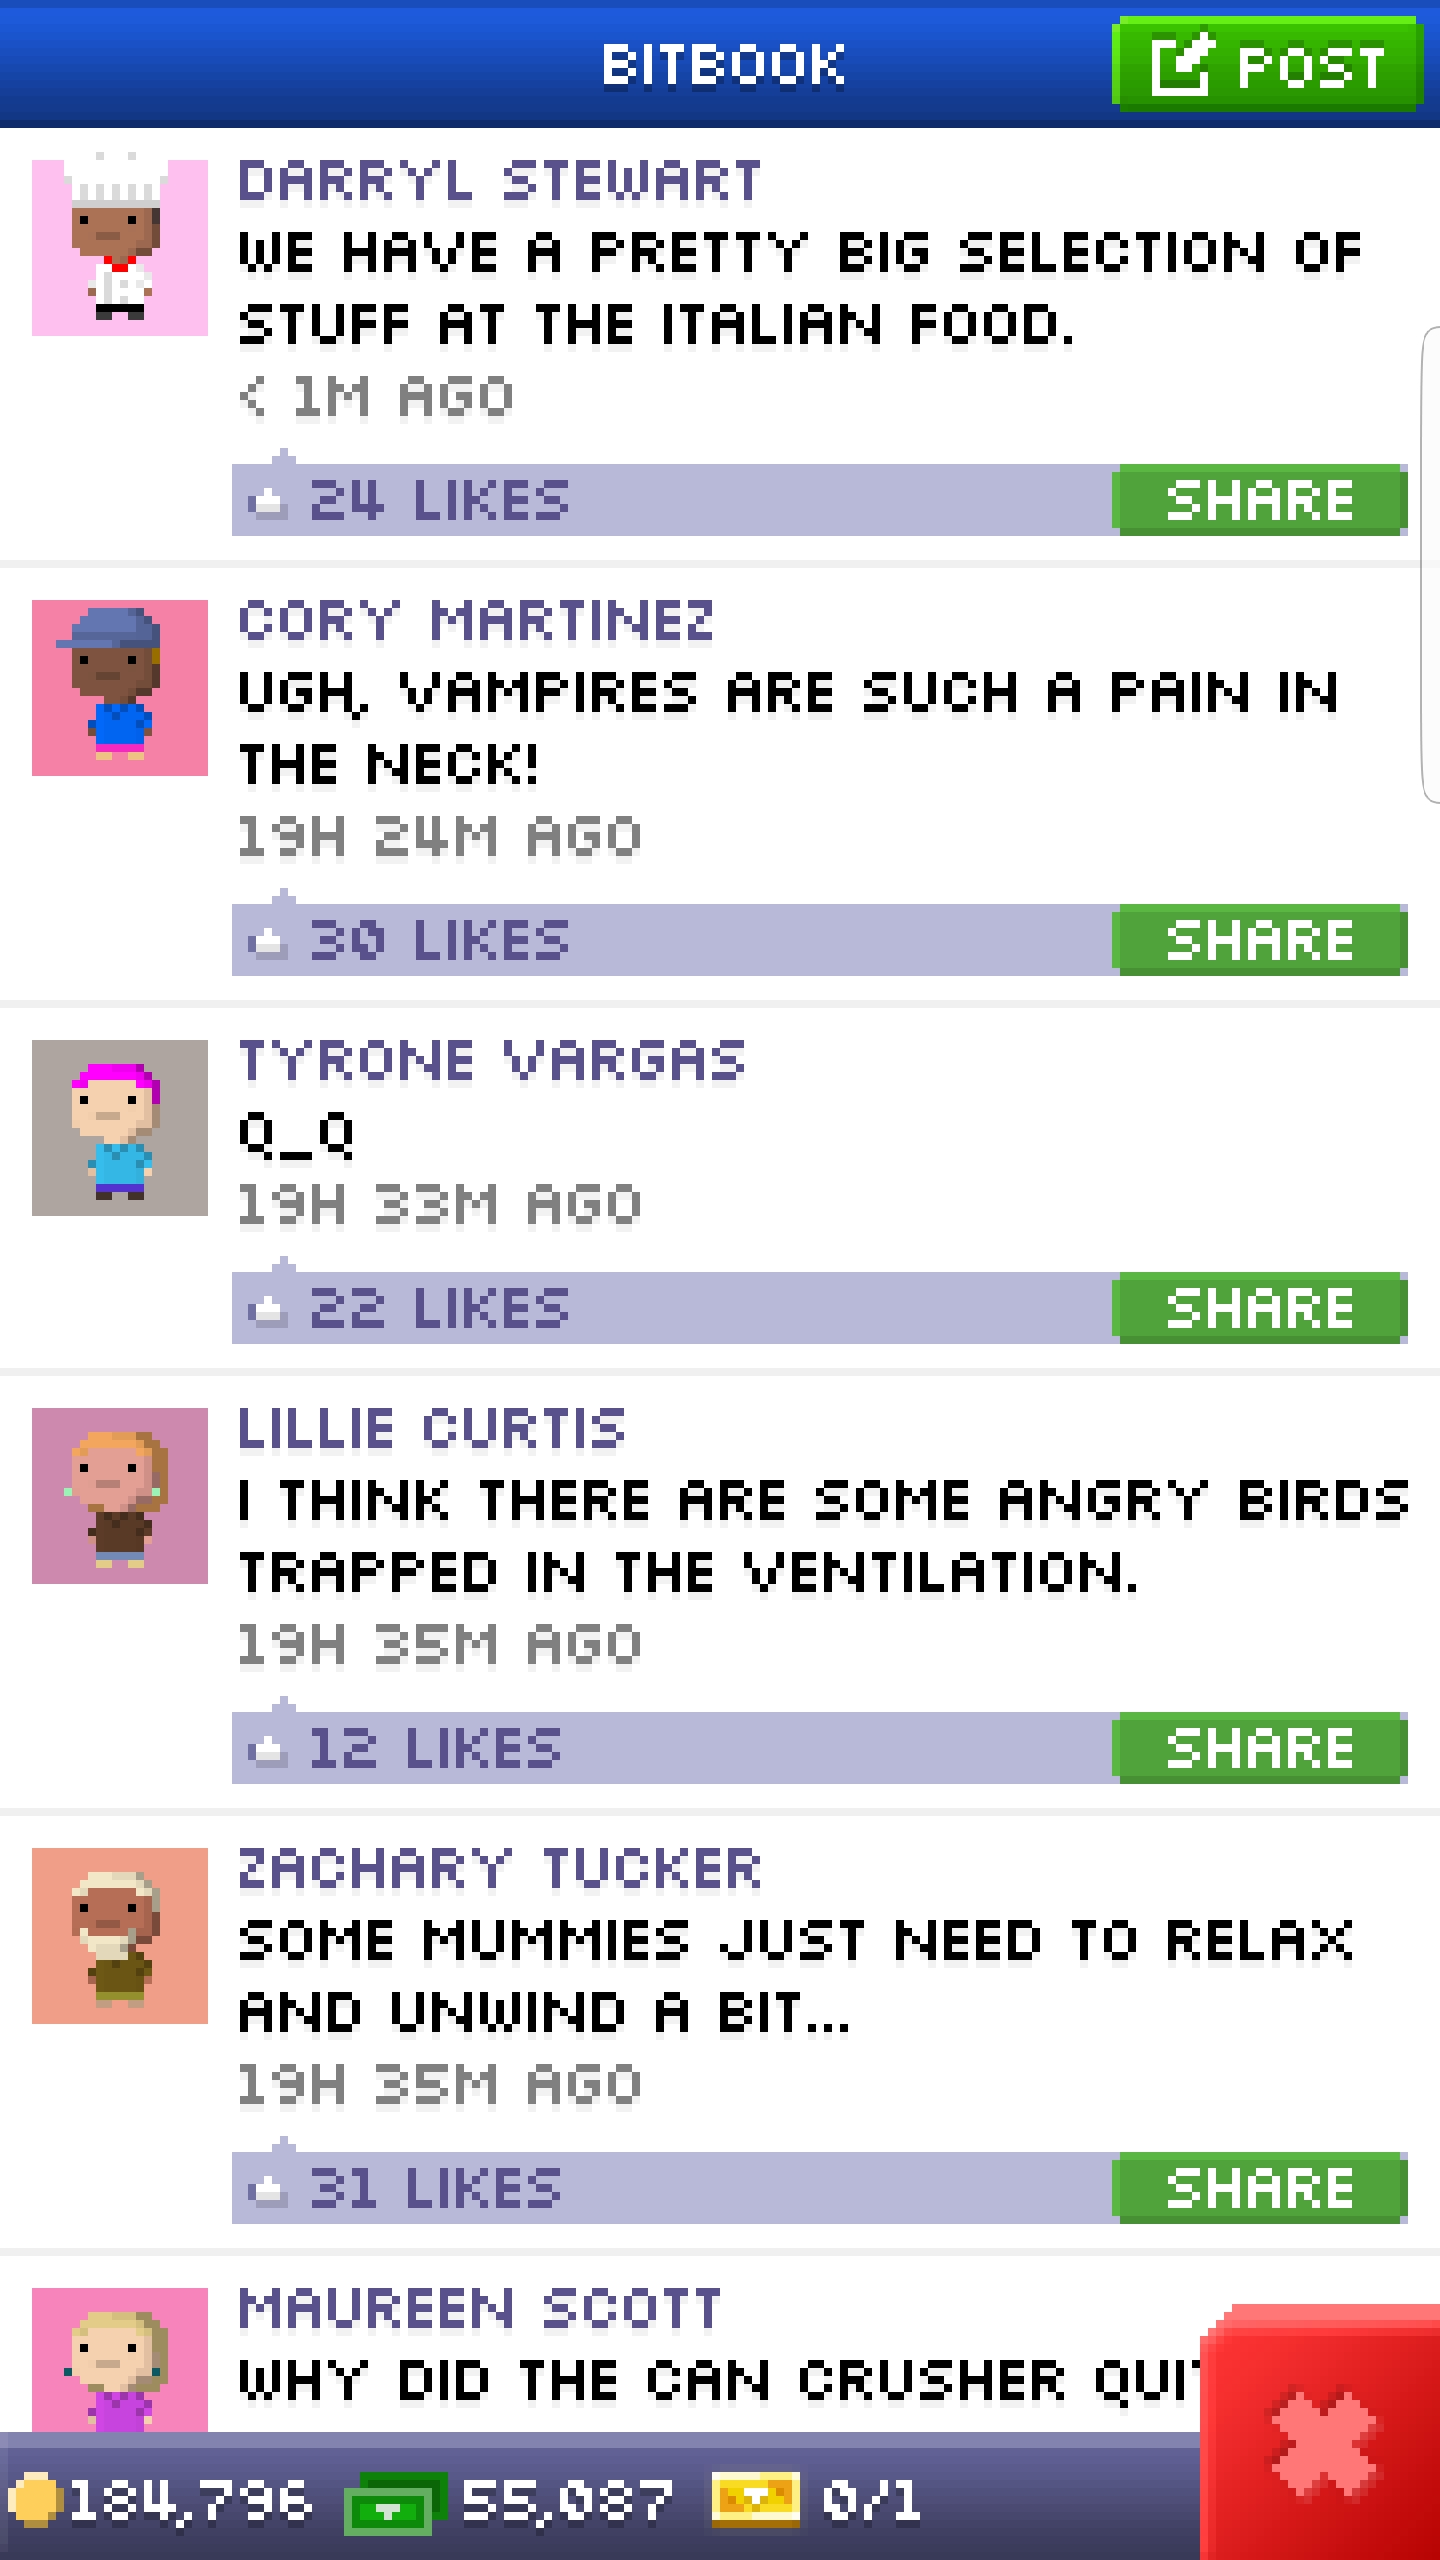 BITBOOK
POST
DARRYL STEWART
WE HAVE A PRETTY BIG SELECTION OF
STUFF AT THE ITALIAN FOOD.
< 1M AGO
24 LIKES
SHARE
CORY MARTINEZ
UGH, VAMPIRES ARE SUCH A PAIN IN
THE NECK!
19H 24M AGO
30 LIKES
SHARE
TYRONE VARGAS
Q_Q
19H 33M AGO
22 LIKES
SHARE
LILLIE CURTIS
I THINK THERE ARE SOME ANGRY BIRDS
TRAPPED IN THE VENTILATION.
19H 35M AGO
12 LIKES
SHARE
ZACHARY TUCKER
SOME MUMMIES JUST NEED TO RELAX
AND UNWIND A BIT...
19H 35M AGO
31 LIKES
SHARE
MAUREEN SCOTT
WHY DID THE CAN CRUSHER QUIT
184,796
55,087
0/1